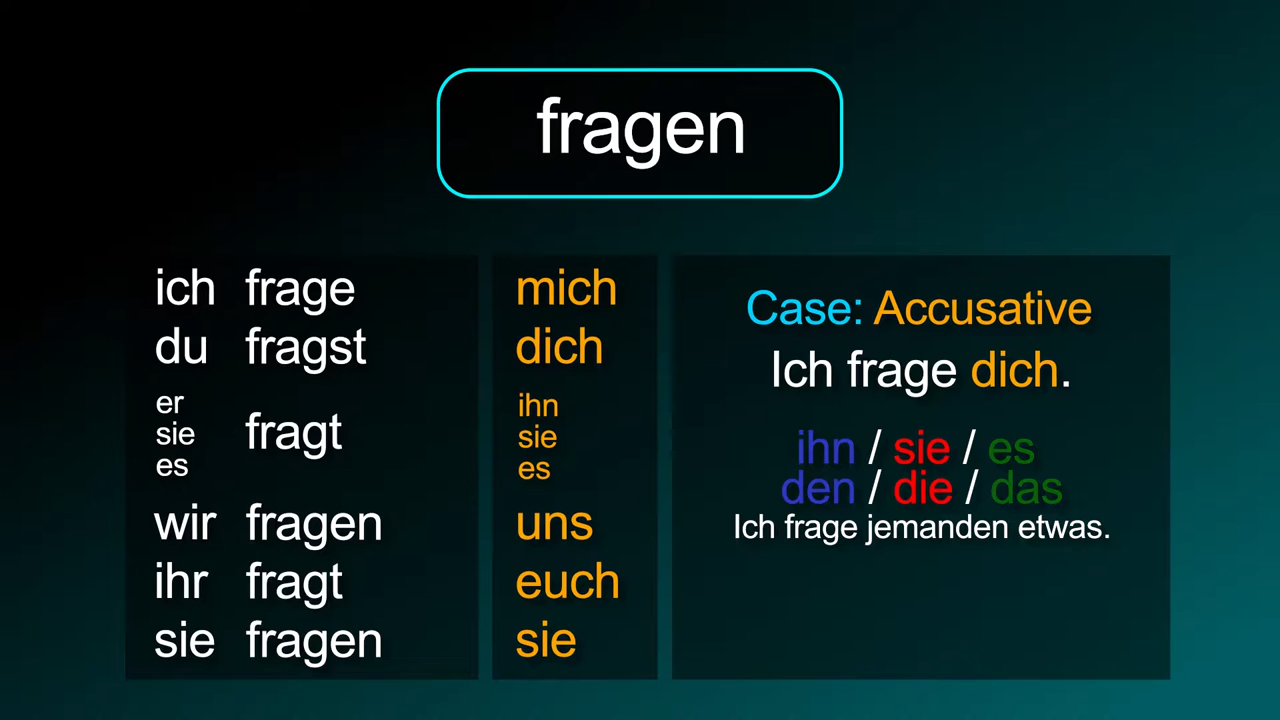 fragen
ich frage
du fragst
er
sie
es
fragt
wir fragen
ihr fragt
sie fragen
mich
dich
ihn
sie
es
uns
euch
sie
Case: Accusative
Ich frage dich.
ihn / sie / es
den / die / das
Ich frage jemanden etwas.